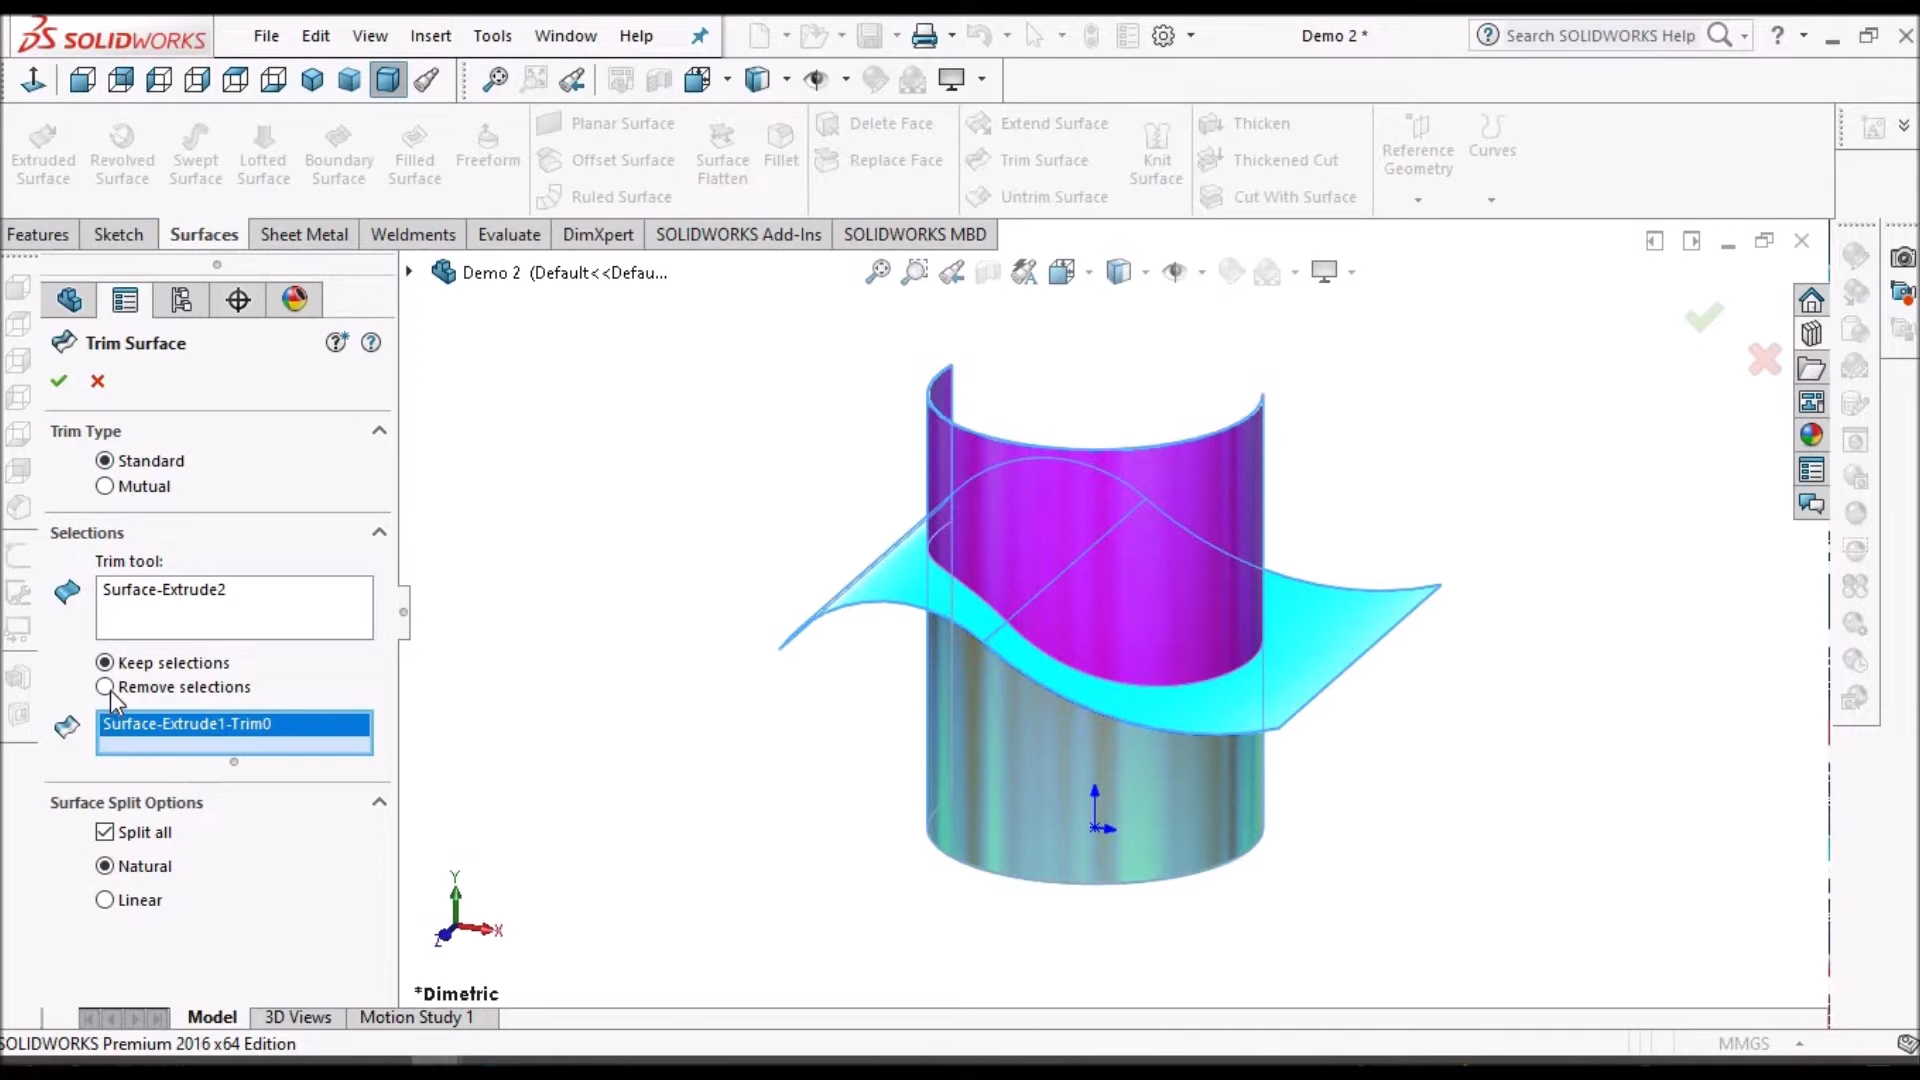 SOLIDWORKS File Edit View Insert Tools Window Help Demo 2 * Search SOLIDWORKS Help ?
Extruded Surface
Revolved Surface
Swept Surface
Lofted Surface
Boundary Surface
Filled Surface
Freeform
Planar Surface
Offset Surface
Ruled Surface
Surface Flatten
Fillet
Delete Face
Replace Face
Extend Surface
Trim Surface
Untrim Surface
Knit Surface
Thicken
Thickened Cut
Cut With Surface
Reference Geometry
Curves
Features Sketch Surfaces Sheet Metal Weldments Evaluate DimXpert SOLIDWORKS Add-Ins SOLIDWORKS MBD
Demo 2 (Default<<Defau...
Trim Surface
Trim Type
Standard
Mutual
Selections
Trim tool:
Surface-Extrude2
Keep selections
Remove selections
Surface-Extrude1-Trim0
Surface Split Options
Split all
Natural
Linear
Y
X
Z
*Dimetric
Model 3D Views Motion Study 1
SOLIDWORKS Premium 2016 x64 Edition MMGS